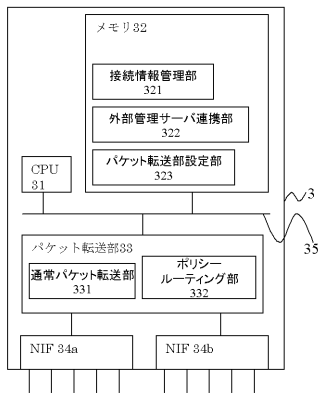 メモリ32
接続情報管理部
321
外部管理サーバ連携部
322
パケット転送部設定部
323
CPU
31
3
35
パケット転送部33
通常パケット転送部
331
ポリシー
ルーティング部
332
NIF 34a
NIF 34b